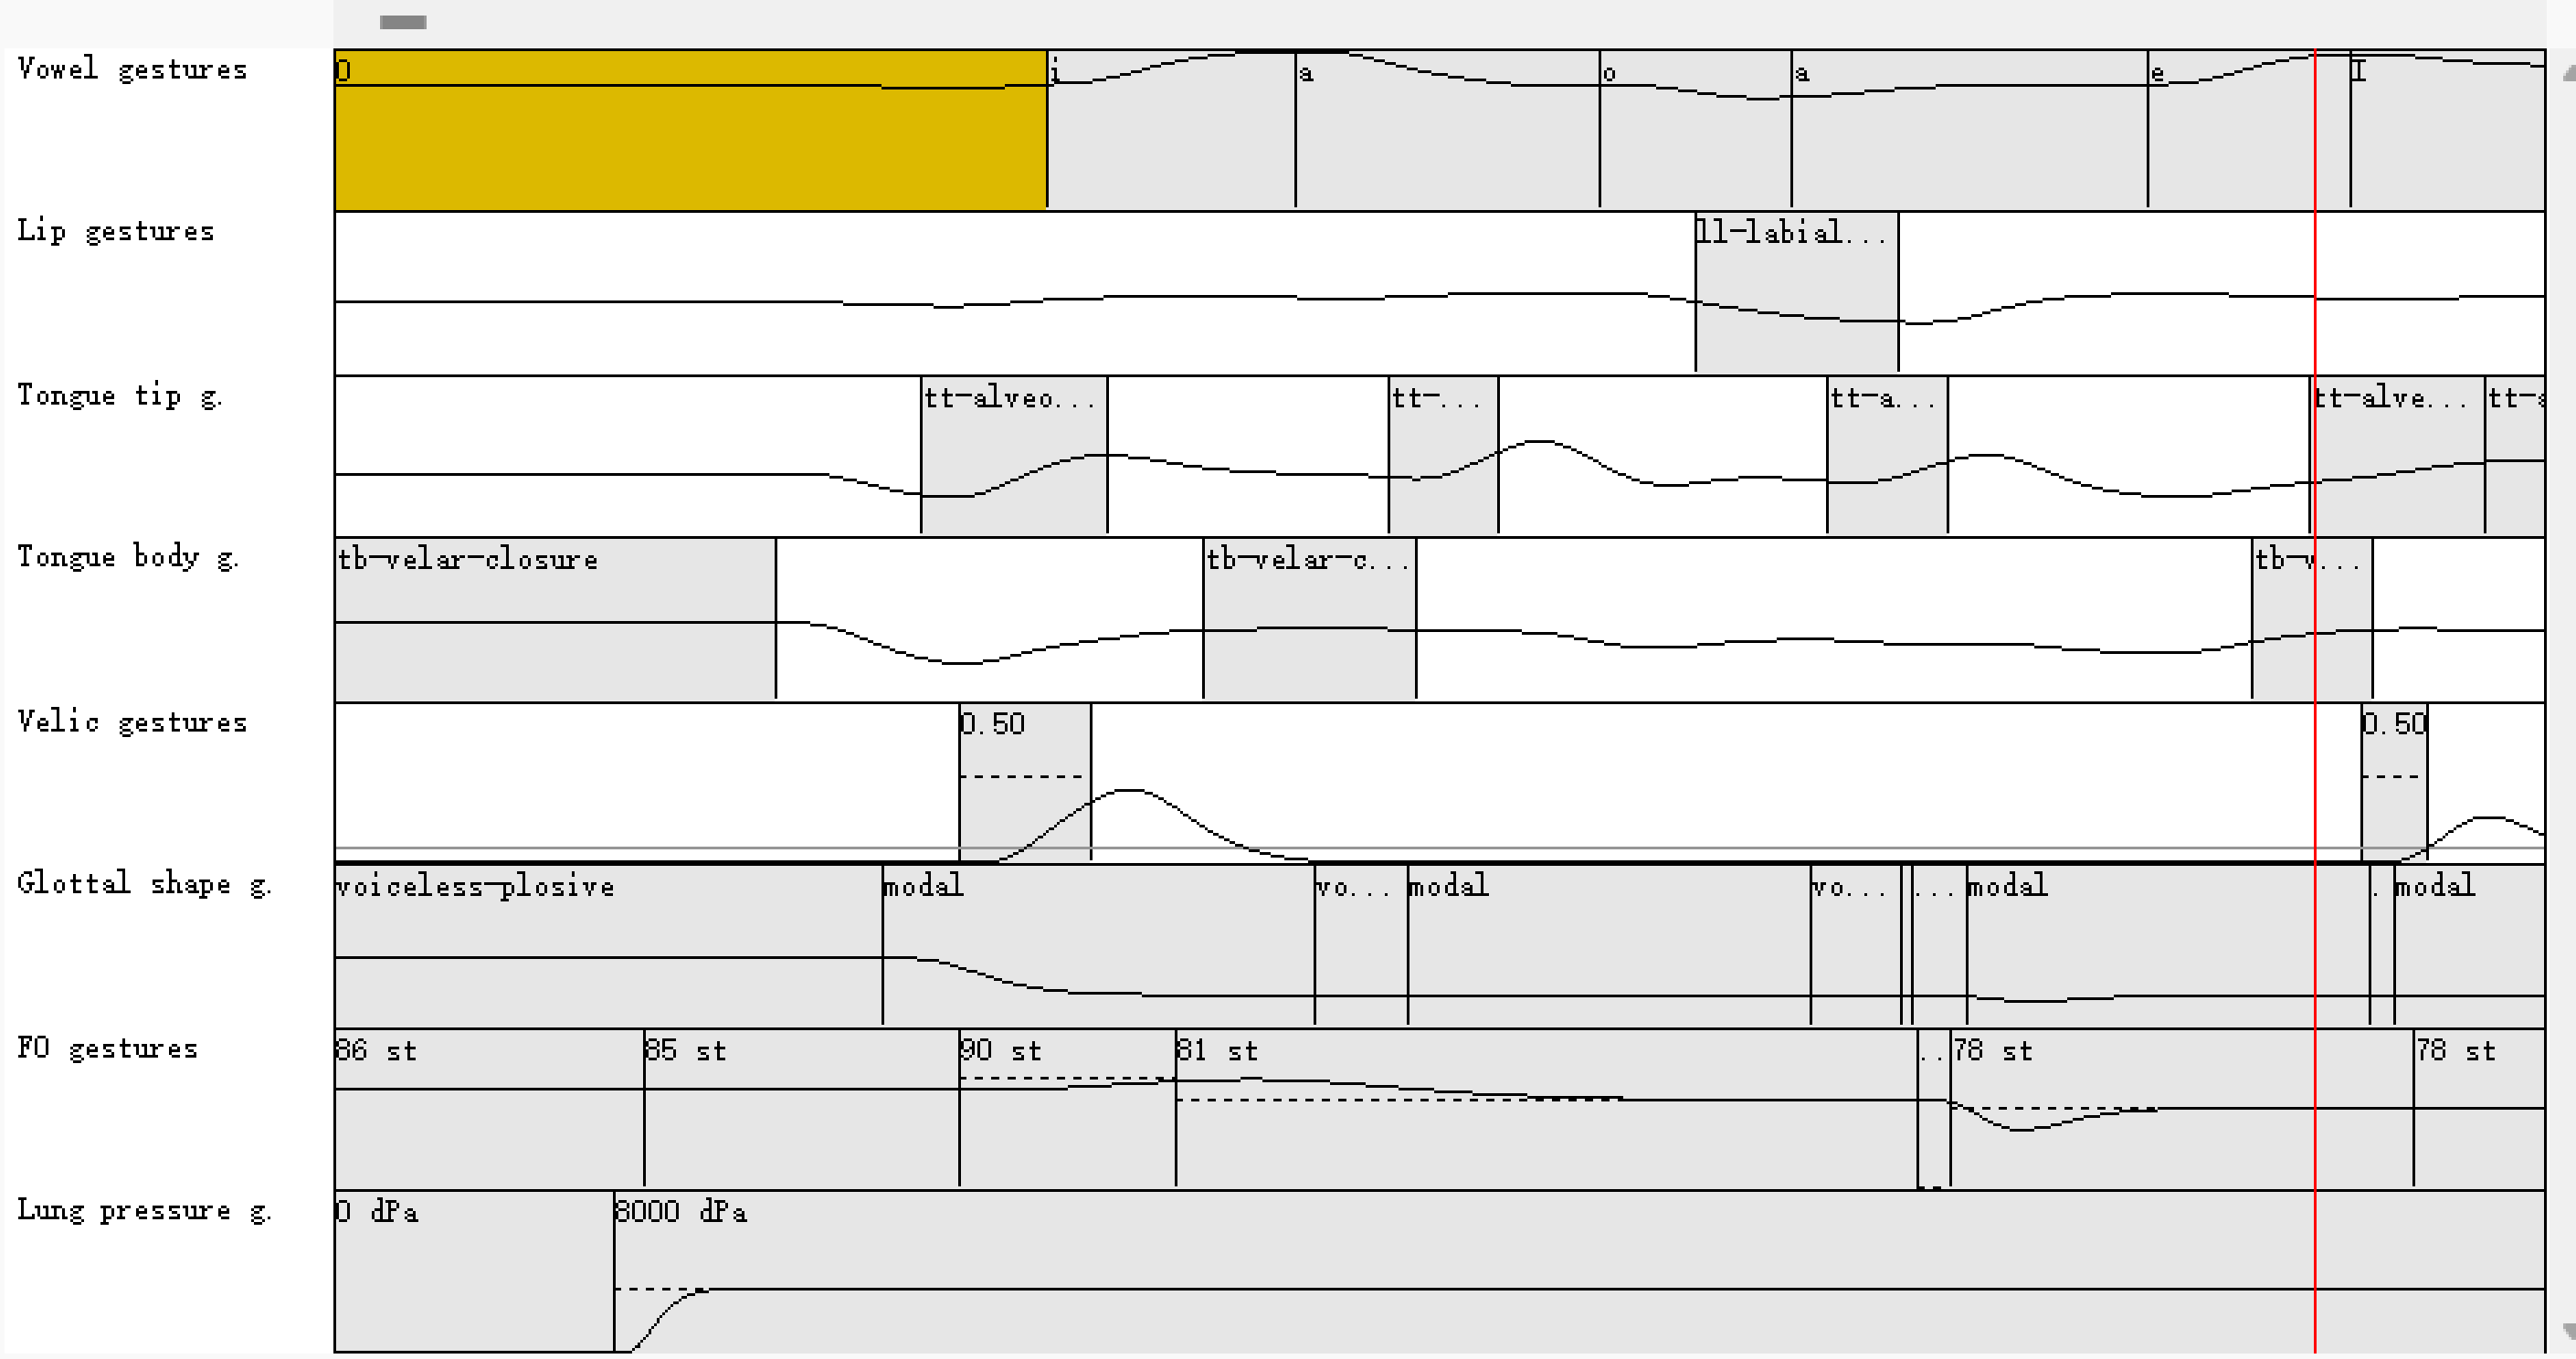 Vowel gestures
O i a o a e I
Lip gestures
ll-labial...
Tongue tip g.
tt-alveo... tt-... tt-a... tt-alve...
Tongue body g.
tb-velar-closure tb-velar-c... tb-v...
Velic gestures
0.50 0.50
Glottal shape g.
voiceless-plosive modal vo... modal vo... ... modal . modal
F0 gestures
86 st 85 st 90 st 81 st .. 78 st 78 st
Lung pressure g.
0 dPa 8000 dPa